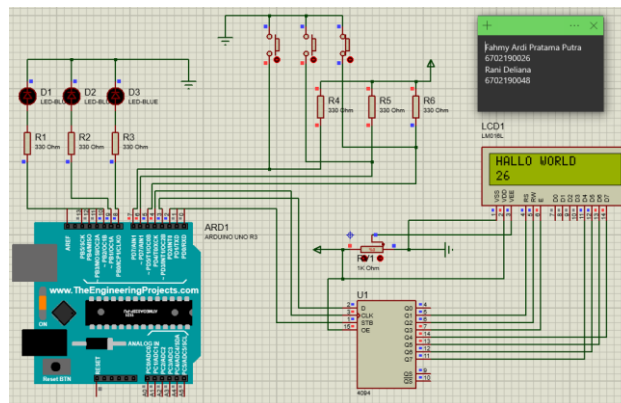 Fahmy Ardi Pratama Putra
6702190026
Rani Deliana
6702190048
D1
LED-BLUE
D2
LED-BLUE
D3
LED-BLUE
R1
330 Ohm
R2
330 Ohm
R3
330 Ohm
R4
330 Ohm
R5
330 Ohm
R6
330 Ohm
LCD1
LM016L
HALLO WORLD
26
VSS
VDD
VEE
RS
RW
E
D0
D1
D2
D3
D4
D5
D6
D7
ARD1
ARDUINO UNO R3
AREF
www.TheEngineeringProjects.com
ON
ANALOG IN
RESET
Reset BTN
RV1
1K Ohm
U1
D
CLK
STB
OE
Q0
Q1
Q2
Q3
Q4
Q5
Q6
Q7
QS
QS
4094